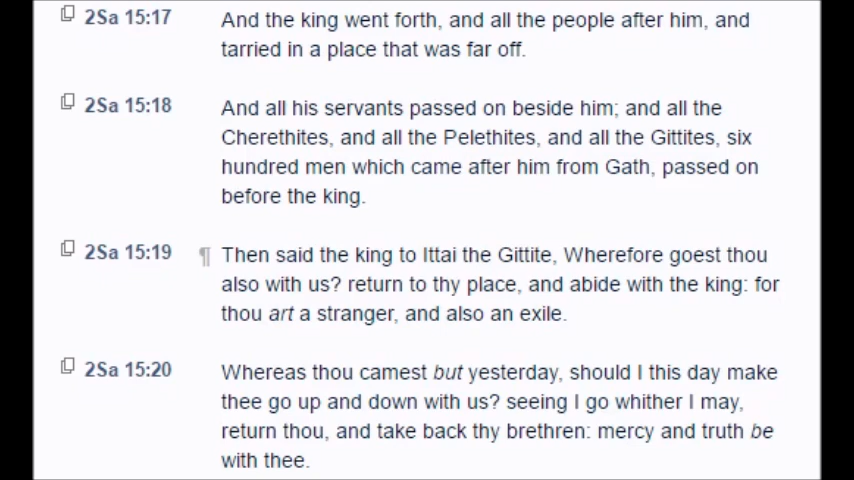 2Sa 15:17 And the king went forth, and all the people after him, and
tarried in a place that was far off.
2Sa 15:18 And all his servants passed on beside him; and all the
Cherethites, and all the Pelethites, and all the Gittites, six
hundred men which came after him from Gath, passed on
before the king.
2Sa 15:19 ¶ Then said the king to Ittai the Gittite, Wherefore goest thou
also with us? return to thy place, and abide with the king: for
thou art a stranger, and also an exile.
2Sa 15:20 Whereas thou camest but yesterday, should I this day make
thee go up and down with us? seeing I go whither I may,
return thou, and take back thy brethren: mercy and truth be
with thee.